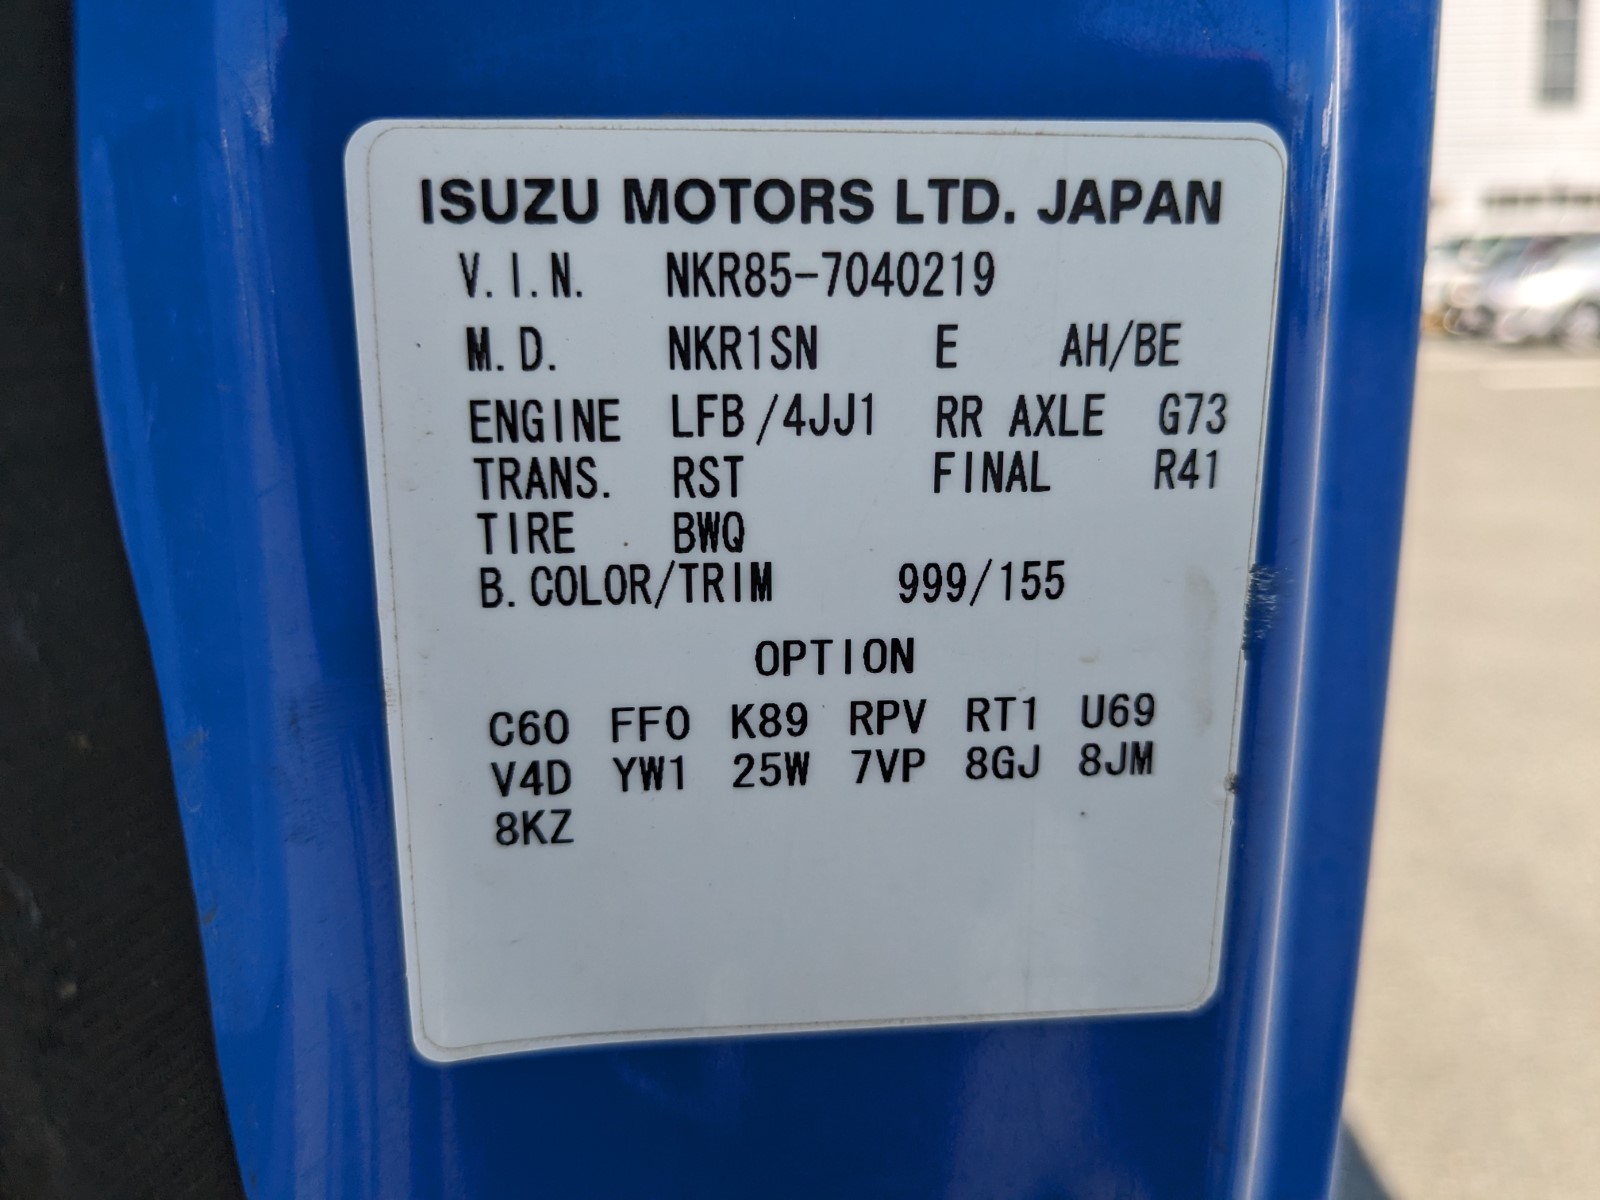 ISUZU MOTORS LTD. JAPAN
V.I.N. NKR85-7040219
M.D. NKR1SN E AH/BE
ENGINE LFB/4JJ1 RR AXLE G73
TRANS. RST FINAL R41
TIRE BWQ
B.COLOR/TRIM 999/155
OPTION
C60 FF0 K89 RPV RT1 U69
V4D YW1 25W 7VP 8GJ 8JM
8KZ